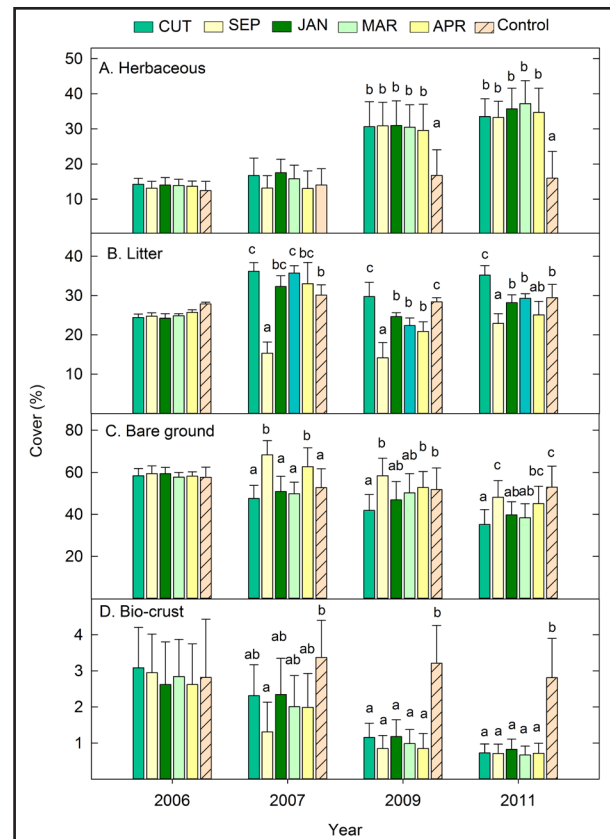 CUT SEP JAN MAR APR Control
A. Herbaceous
50
40
30
20
10
b b b b b a
b b b b b a
B. Litter
40
30
20
10
c a bc c bc b
c a b b b c
c a b b ab b
C. Bare ground
80
60
40
20
a b a a b a
a b ab ab b b
a c ab ab bc c
D. Bio-crust
4
3
2
1
ab a ab ab ab b
a a a a a b
a a a a a b
Cover (%)
2006 2007 2009 2011
Year